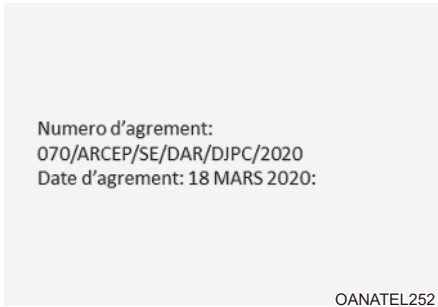 Numero d’agrement:
070/ARCEP/SE/DAR/DJPC/2020
Date d’agrement: 18 MARS 2020:
OANATEL252